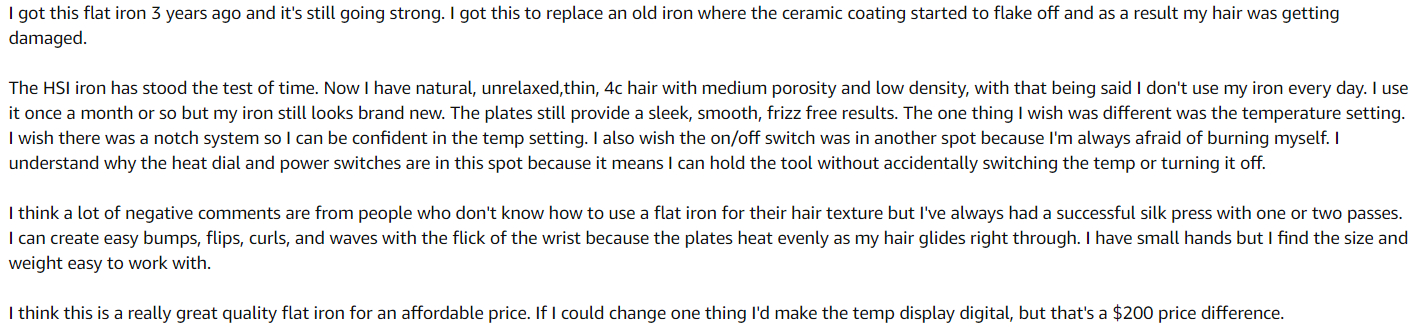 I got this flat iron 3 years ago and it's still going strong. I got this to replace an old iron where the ceramic coating started to flake off and as a result my hair was getting
damaged.
The HSI iron has stood the test of time. Now I have natural, unrelaxed,thin, 4c hair with medium porosity and low density, with that being said I don't use my iron every day. I use
it once a month or so but my iron still looks brand new. The plates still provide a sleek, smooth, frizz free results. The one thing I wish was different was the temperature setting.
I wish there was a notch system so I can be confident in the temp setting. I also wish the on/off switch was in another spot because I'm always afraid of burning myself. I
understand why the heat dial and power switches are in this spot because it means I can hold the tool without accidentally switching the temp or turning it off.
I think a lot of negative comments are from people who don't know how to use a flat iron for their hair texture but I've always had a successful silk press with one or two passes.
I can create easy bumps, flips, curls, and waves with the flick of the wrist because the plates heat evenly as my hair glides right through. I have small hands but I find the size and
weight easy to work with.
I think this is a really great quality flat iron for an affordable price. If I could change one thing I'd make the temp display digital, but that's a $200 price difference.